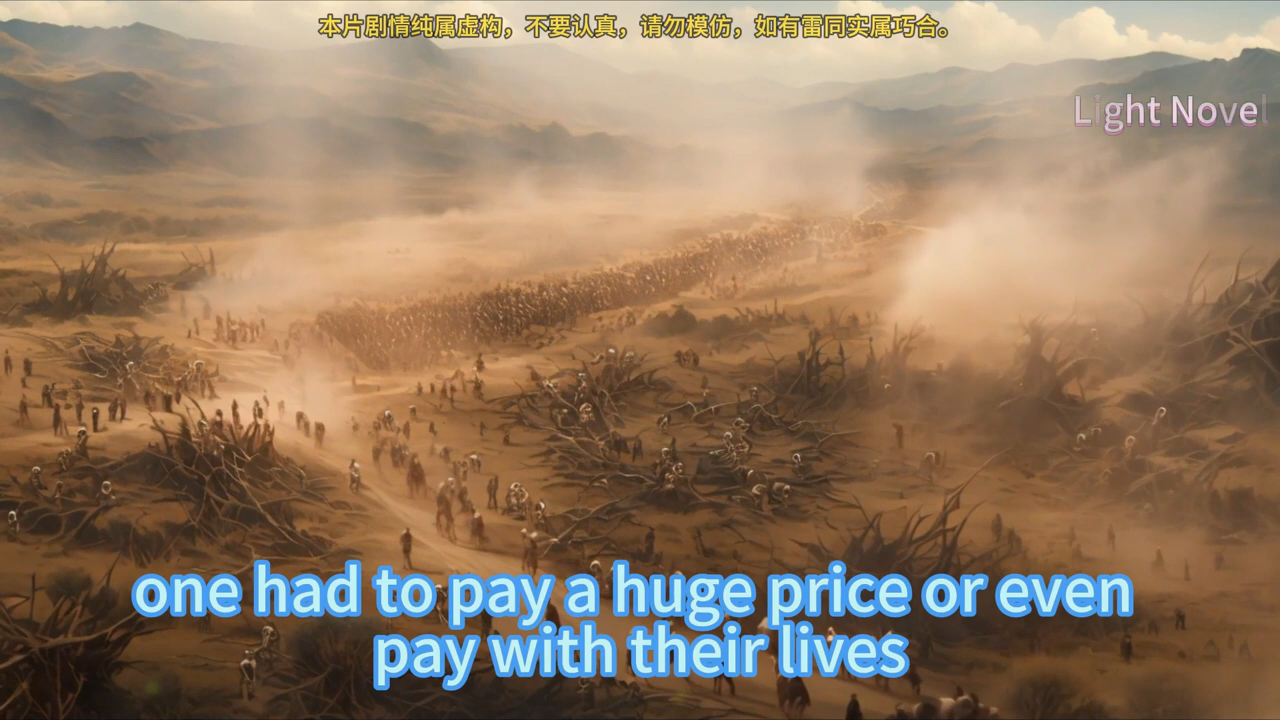 本片剧情纯属虚构，不要认真，请勿模仿，如有雷同实属巧合。
Light Novel
one had to pay a huge price or even
pay with their lives